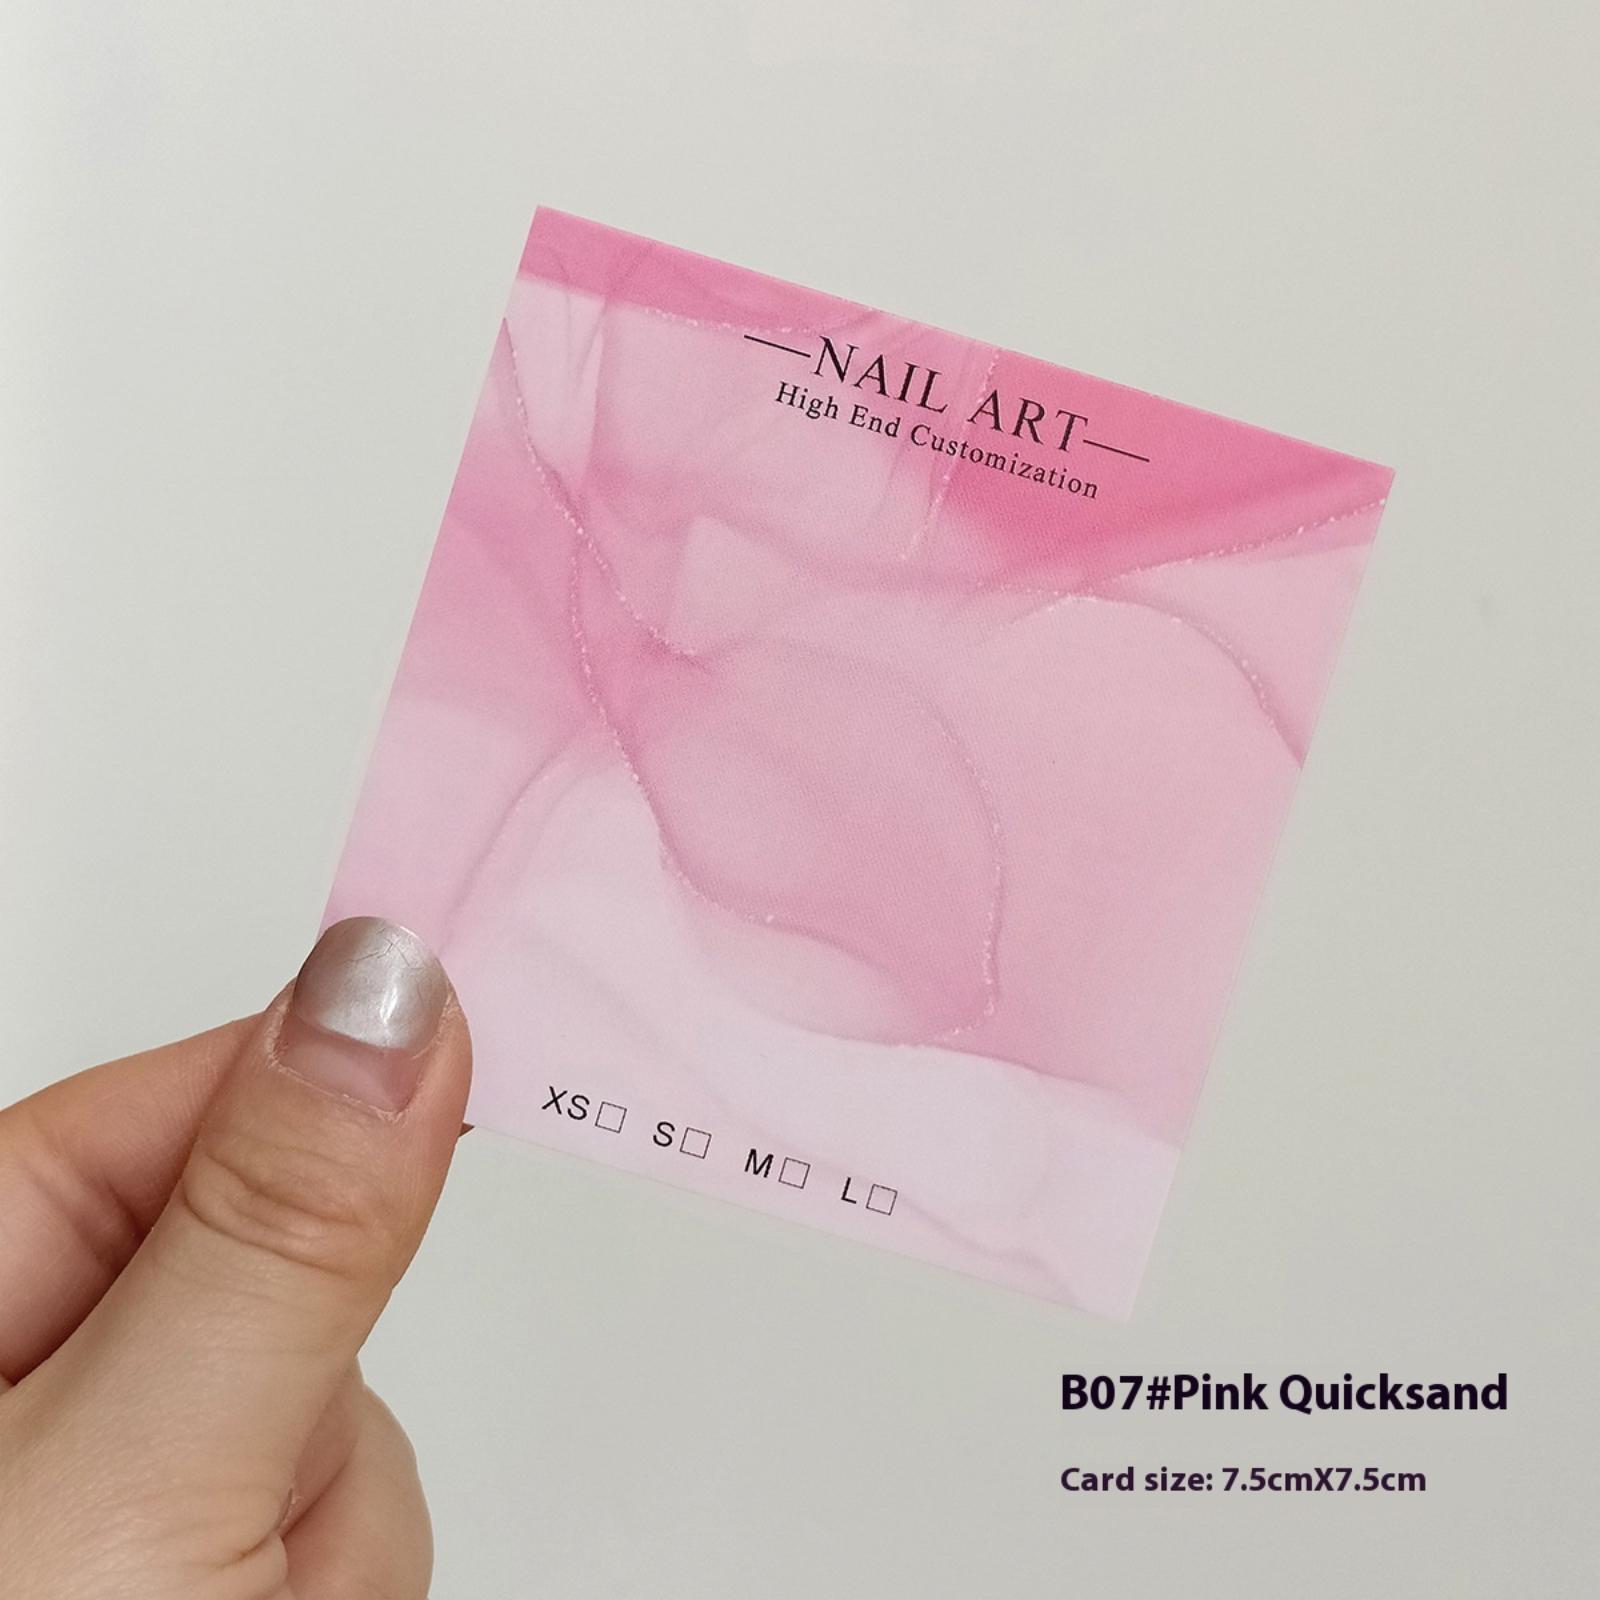 —NAIL ART—
High End Customization
XS□ S□ M□ L□
B07#Pink Quicksand
Card size: 7.5cmX7.5cm